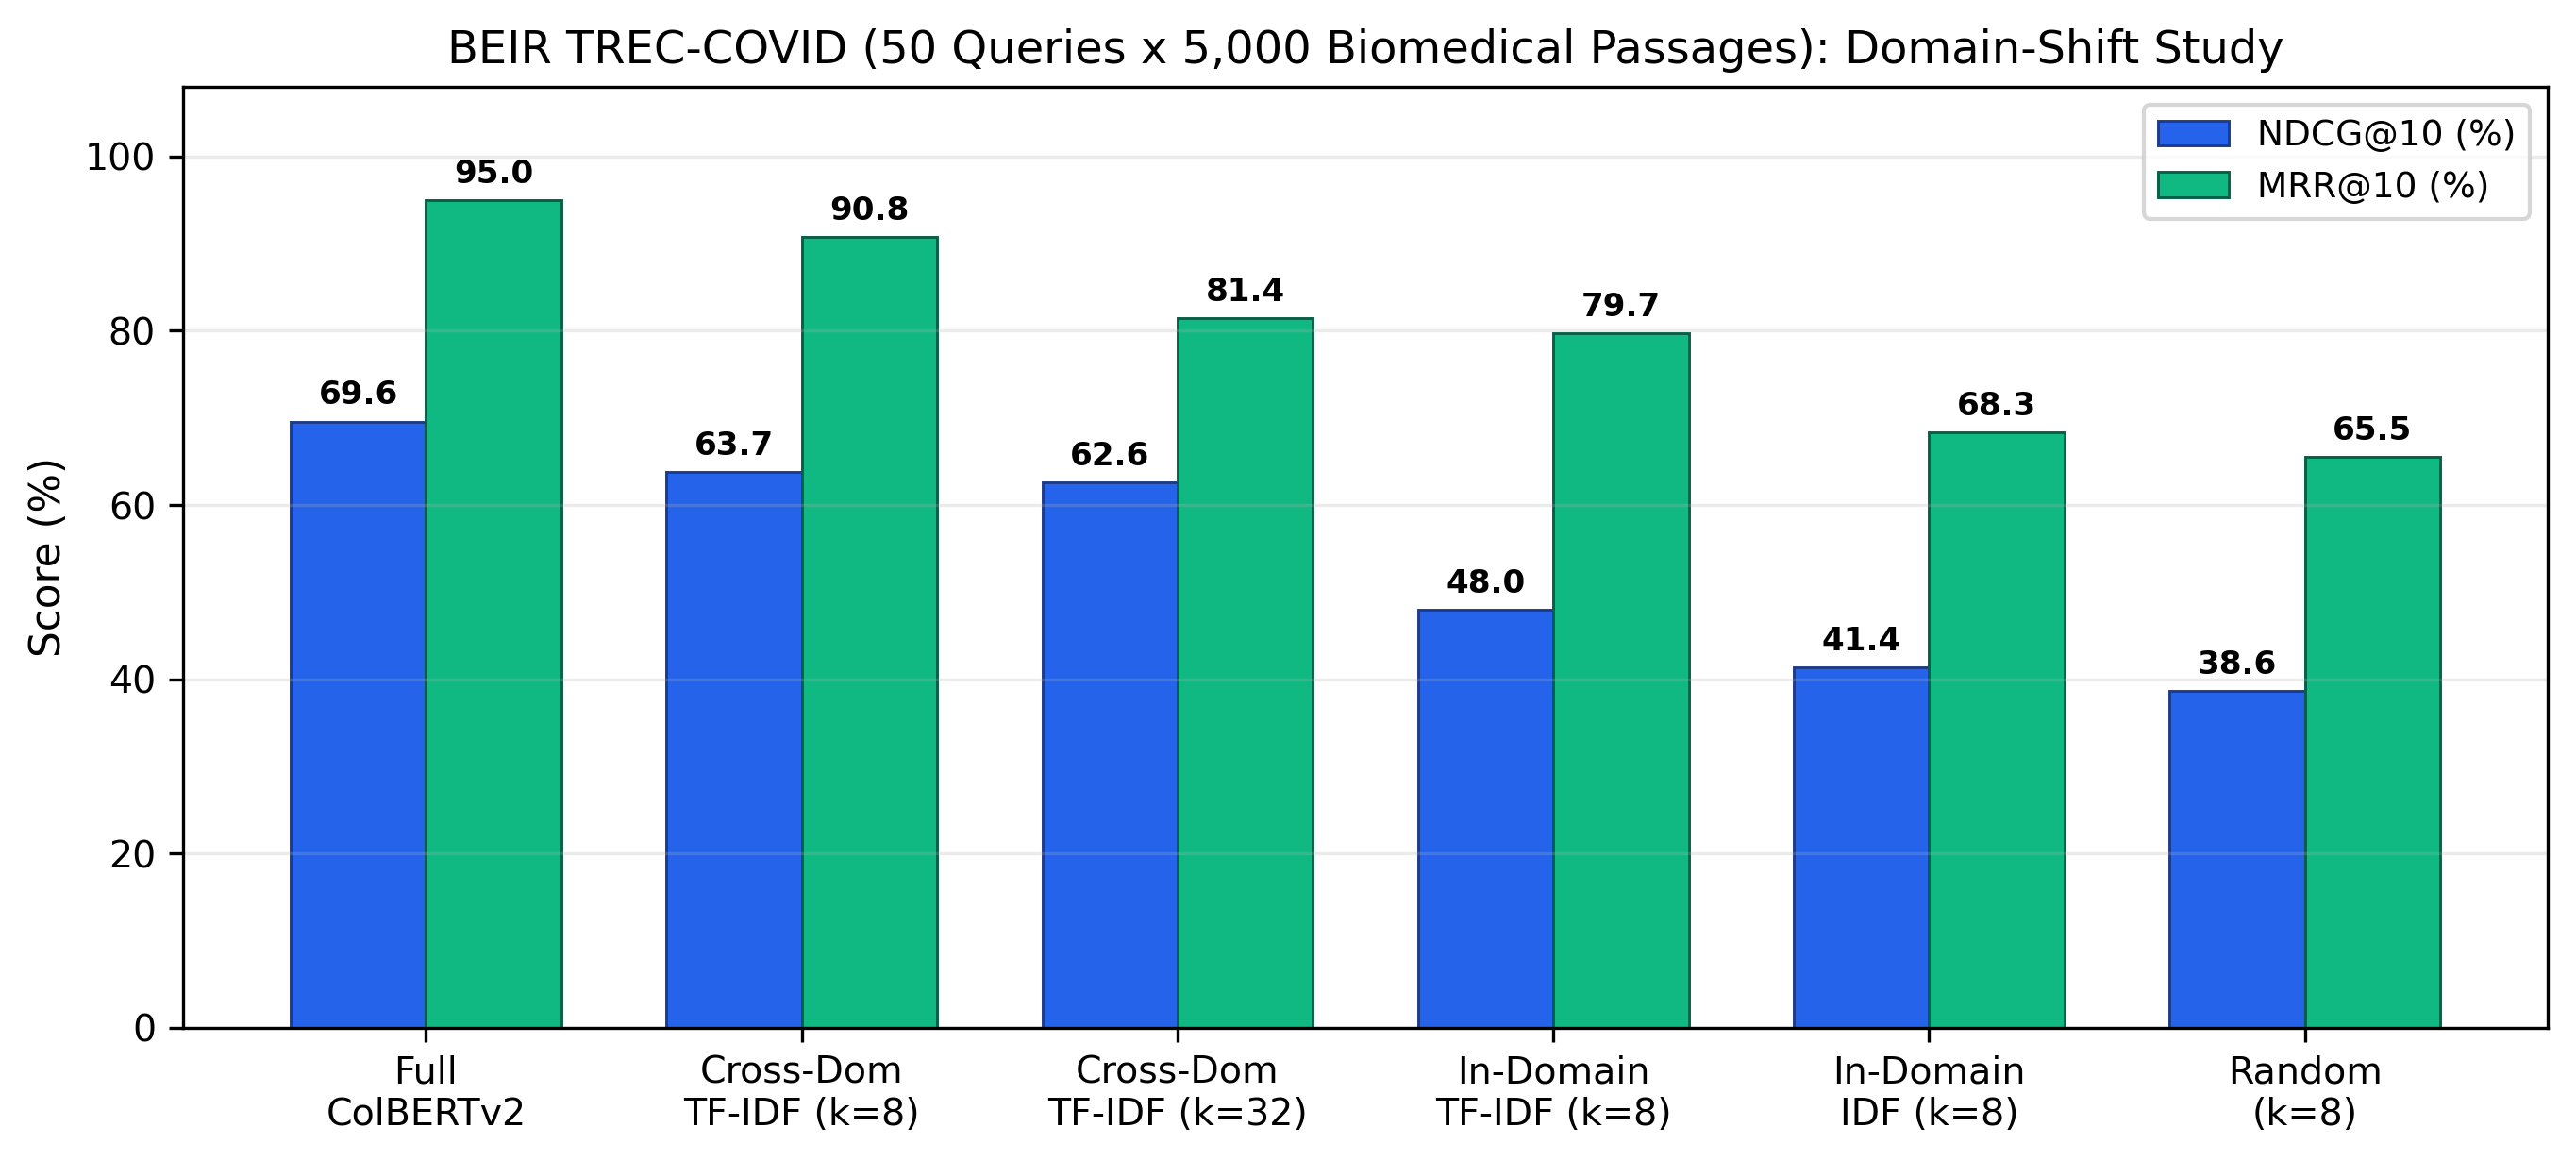 BEIR TREC-COVID (50 Queries x 5,000 Biomedical Passages): Domain-Shift Study
NDCG@10 (%)
MRR@10 (%)
Score (%)
100
80
60
40
20
0
69.6
95.0
63.7
90.8
62.6
81.4
48.0
79.7
41.4
68.3
38.6
65.5
Full
ColBERTv2
Cross-Dom
TF-IDF (k=8)
Cross-Dom
TF-IDF (k=32)
In-Domain
TF-IDF (k=8)
In-Domain
IDF (k=8)
Random
(k=8)